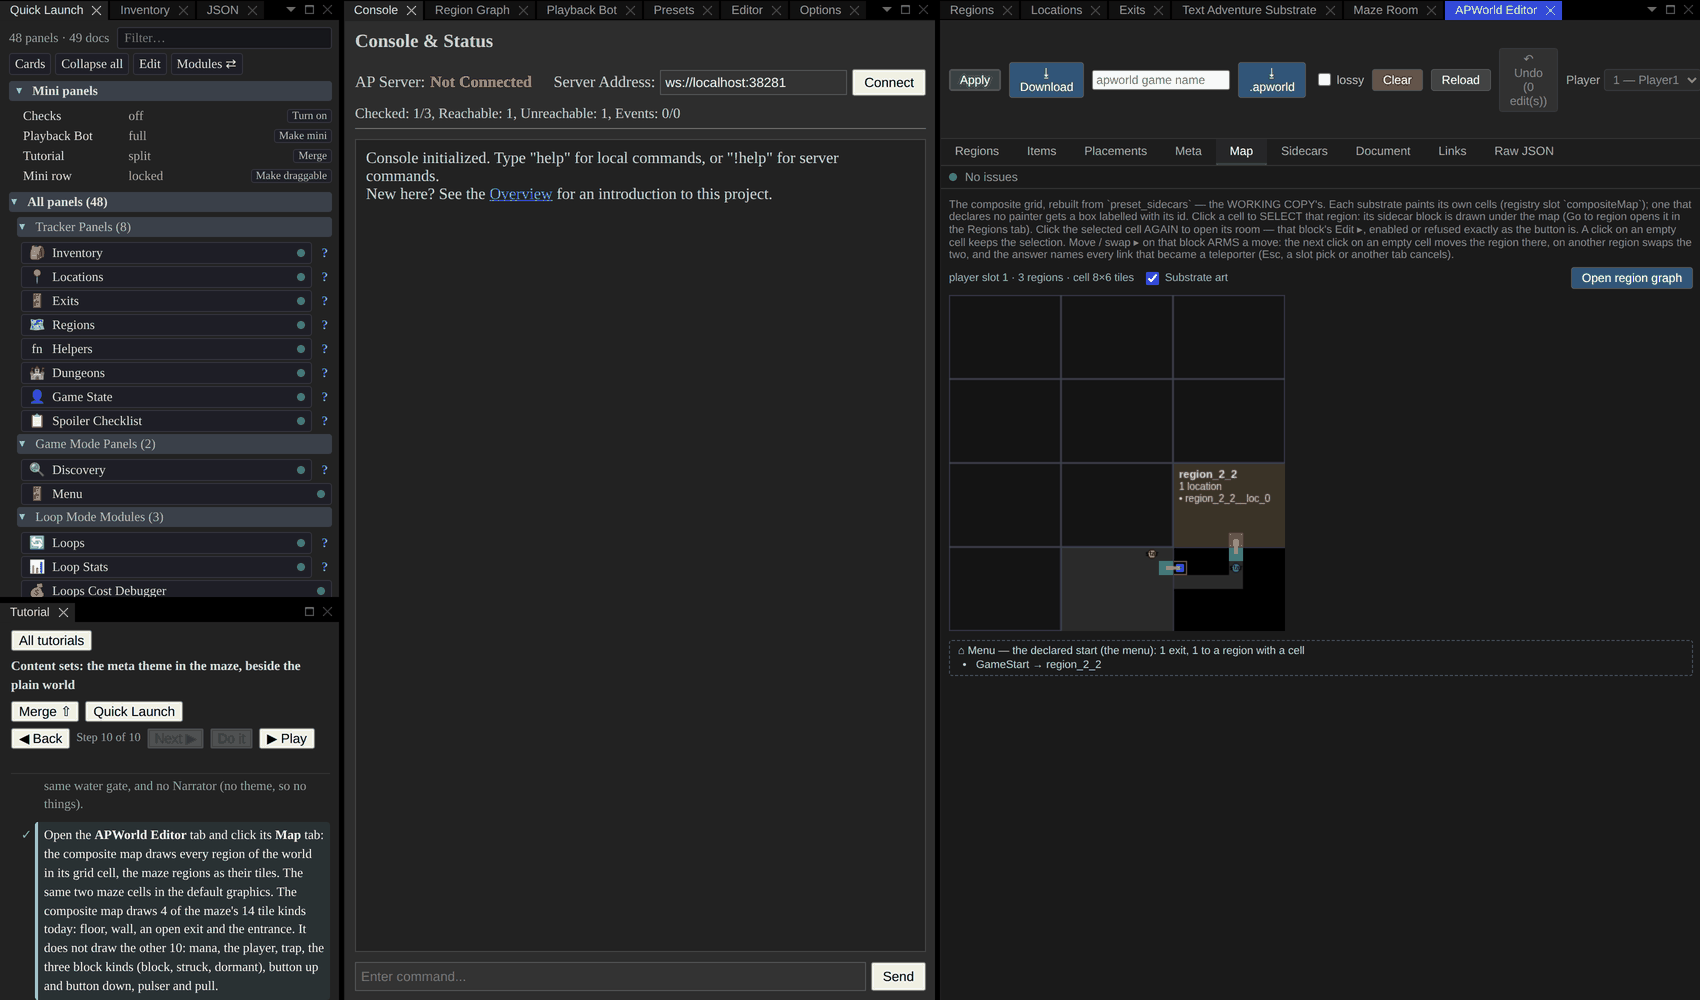 Quick Launch
Inventory
JSON
48 panels · 49 docs
Filter…
Cards
Collapse all
Edit
Modules ⇄
▼ Mini panels
Checks off Turn on
Playback Bot full Make mini
Tutorial split Merge
Mini row locked Make draggable
▼ All panels (48)
▼ Tracker Panels (8)
Inventory ?
Locations ?
Exits ?
Regions ?
fn Helpers ?
Dungeons ?
Game State ?
Spoiler Checklist ?
▼ Game Mode Panels (2)
Discovery ?
Menu
▼ Loop Mode Modules (3)
Loops ?
Loop Stats ?
Loops Cost Debugger
Tutorial
All tutorials
Content sets: the meta theme in the maze, beside the
plain world
Merge ⇧
Quick Launch
◀ Back
Step 10 of 10
Next ▶
Do it
▶ Play
same water gate, and no Narrator (no theme, so no
things).
✓ Open the APWorld Editor tab and click its Map tab:
the composite map draws every region of the world
in its grid cell, the maze regions as their tiles. The
same two maze cells in the default graphics. The
composite map draws 4 of the maze's 14 tile kinds
today: floor, wall, an open exit and the entrance. It
does not draw the other 10: mana, the player, trap, the
three block kinds (block, struck, dormant), button up
and button down, pulser and pull.
Console
Region Graph
Playback Bot
Presets
Editor
Options
Console & Status
AP Server: Not Connected
Server Address:
ws://localhost:38281
Connect
Checked: 1/3, Reachable: 1, Unreachable: 1, Events: 0/0
Console initialized. Type "help" for local commands, or "!help" for server
commands.
New here? See the Overview for an introduction to this project.
Enter command...
Send
Regions
Locations
Exits
Text Adventure Substrate
Maze Room
APWorld Editor
Apply
⭳
Download
apworld game name
⭳
.apworld
lossy
Clear
Reload
↶
Undo
(0
edit(s))
Player
1 — Player1
Regions
Items
Placements
Meta
Map
Sidecars
Document
Links
Raw JSON
No issues
The composite grid, rebuilt from `preset_sidecars` — the WORKING COPY's. Each substrate paints its own cells (registry slot `compositeMap`); one that
declares no painter gets a box labelled with its id. Click a cell to SELECT that region: its sidecar block is drawn under the map (Go to region opens it in
the Regions tab). Click the selected cell AGAIN to open its room — that block's Edit ▸, enabled or refused exactly as the button is. A click on an empty
cell keeps the selection. Move / swap ▸ on that block ARMS a move: the next click on an empty cell moves the region there, on another region swaps the
two, and the answer names every link that became a teleporter (Esc, a slot pick or another tab cancels).
player slot 1 · 3 regions · cell 8×6 tiles
Substrate art
Open region graph
region_2_2
1 location
• region_2_2__loc_0
⌂ Menu — the declared start (the menu): 1 exit, 1 to a region with a cell
• GameStart → region_2_2